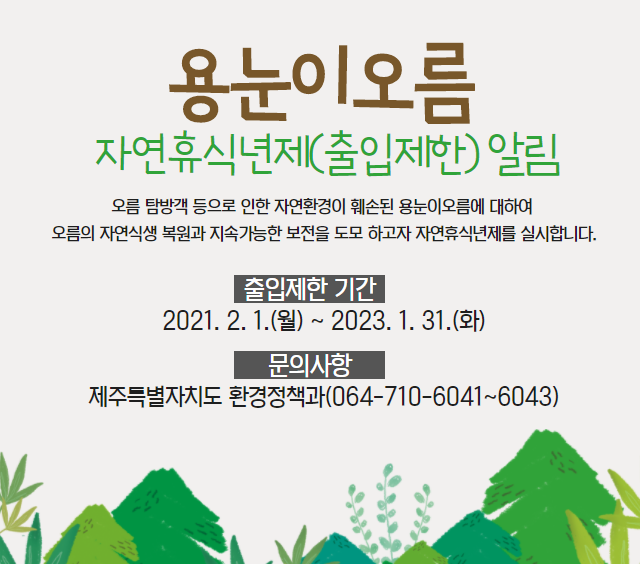 용눈이오름
자연휴식년제(출입제한) 알림
오름 탐방객 등으로 인한 자연환경이 훼손된 용눈이오름에 대하여
오름의 자연식생 복원과 지속가능한 보전을 도모 하고자 자연휴식년제를 실시합니다.
출입제한 기간
2021. 2. 1.(월) ~ 2023. 1. 31.(화)
문의사항
제주특별자치도 환경정책과(064-710-6041~6043)